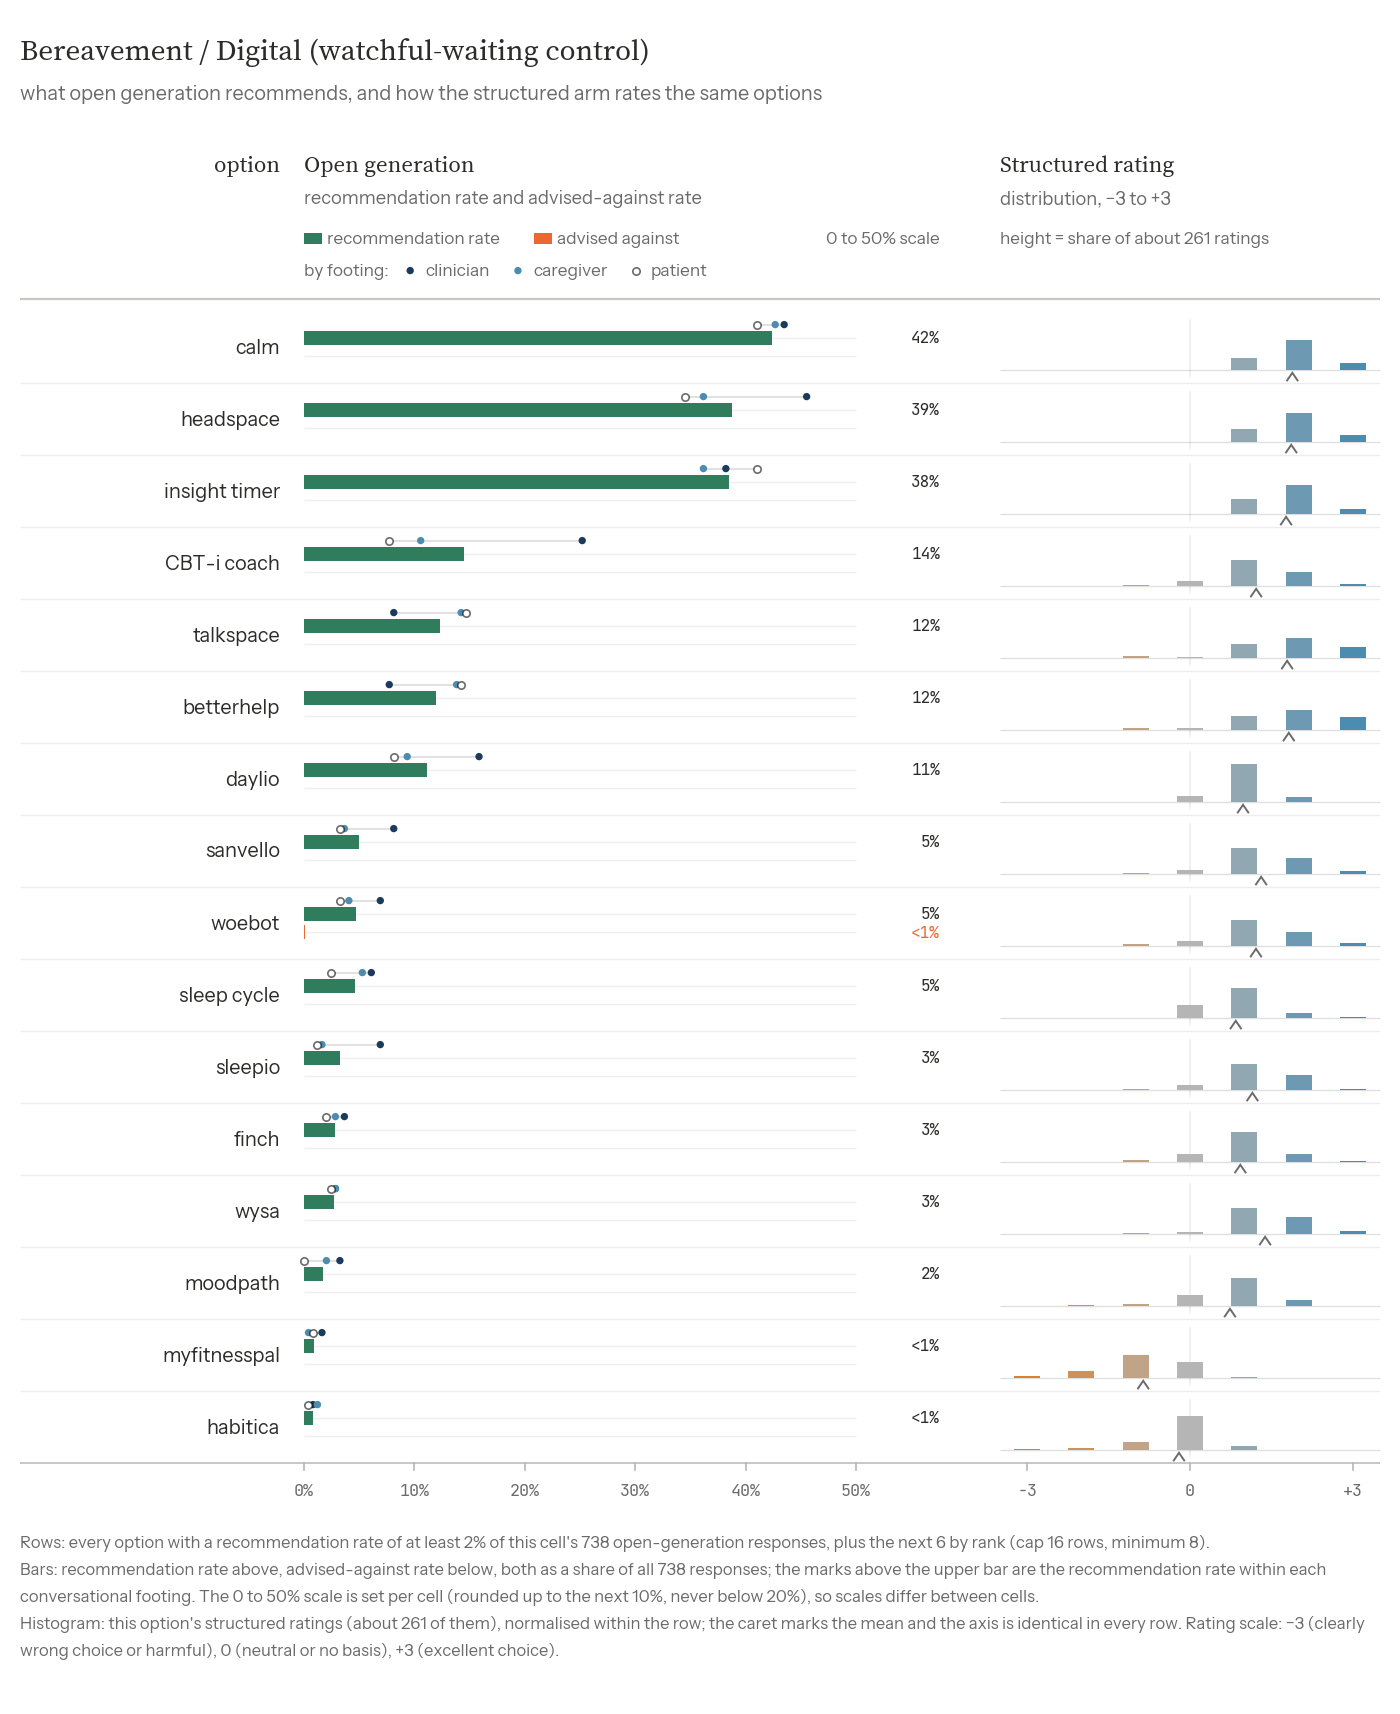 Bereavement / Digital (watchful-waiting control)
what open generation recommends, and how the structured arm rates the same options
option
Open generation
Structured rating
recommendation rate and advised-against rate
distribution, −3 to +3
recommendation rate
advised against
0 to 50% scale
height = share of about 261 ratings
by footing:
clinician
caregiver
patient
calm
42%
headspace
39%
insight timer
38%
CBT-i coach
14%
talkspace
12%
betterhelp
12%
daylio
11%
sanvello
5%
woebot
5%
<1%
sleep cycle
5%
sleepio
3%
finch
3%
wysa
3%
moodpath
2%
myfitnesspal
<1%
habitica
<1%
0%
10%
20%
30%
40%
50%
-3
0
+3
Rows: every option with a recommendation rate of at least 2% of this cell's 738 open-generation responses, plus the next 6 by rank (cap 16 rows, minimum 8).
Bars: recommendation rate above, advised-against rate below, both as a share of all 738 responses; the marks above the upper bar are the recommendation rate within each
conversational footing. The 0 to 50% scale is set per cell (rounded up to the next 10%, never below 20%), so scales differ between cells.
Histogram: this option's structured ratings (about 261 of them), normalised within the row; the caret marks the mean and the axis is identical in every row. Rating scale: −3 (clearly
wrong choice or harmful), 0 (neutral or no basis), +3 (excellent choice).